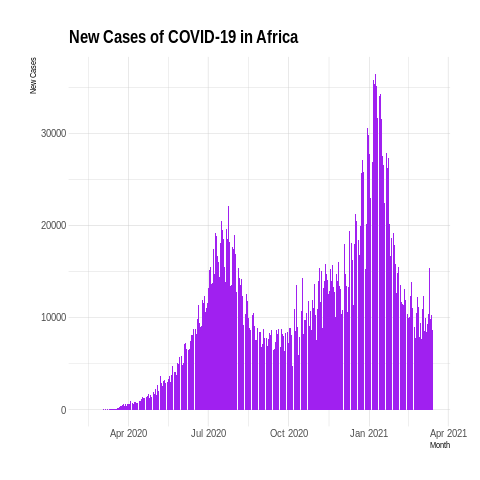 New Cases of COVID-19 in Africa
New Cases
30000
20000
10000
0
Apr 2020
Jul 2020
Oct 2020
Jan 2021
Apr 2021
Month